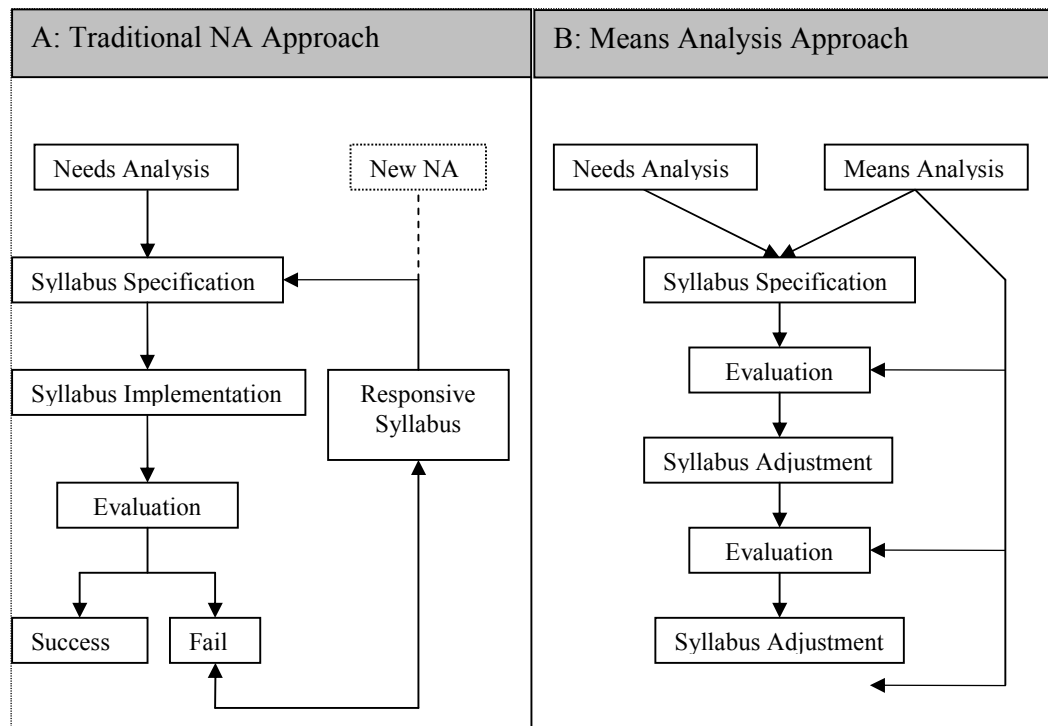 A: Traditional NA Approach
B: Means Analysis Approach
Needs Analysis
New NA
Syllabus Specification
Syllabus Implementation
Responsive
Syllabus
Evaluation
Success
Fail
Needs Analysis
Means Analysis
Syllabus Specification
Evaluation
Syllabus Adjustment
Evaluation
Syllabus Adjustment